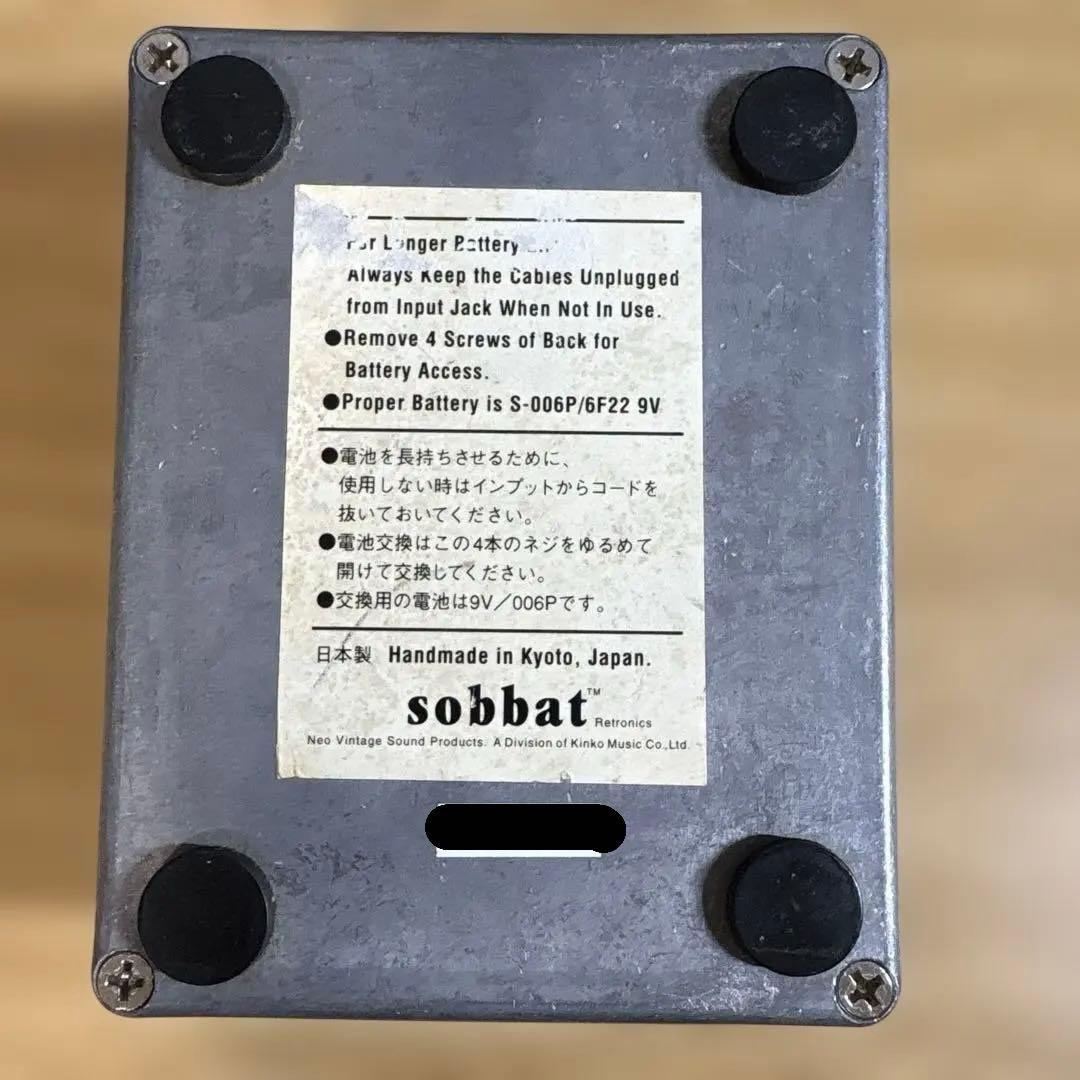 For Longer Battery
Always Keep the Cables Unplugged
from Input Jack When Not In Use.
●Remove 4 Screws of Back for
Battery Access.
●Proper Battery is S-006P/6F22 9V
●電池を長持ちさせるために、
使用しない時はインプットからコードを
抜いておいてください。
●電池交換はこの4本のネジをゆるめて
開けて交換してください。
●交換用の電池は9V／006Pです。
日本製 Handmade in Kyoto, Japan.
sobbat™ Retronics
Neo Vintage Sound Products. A Division of Kinko Music Co.,Ltd.